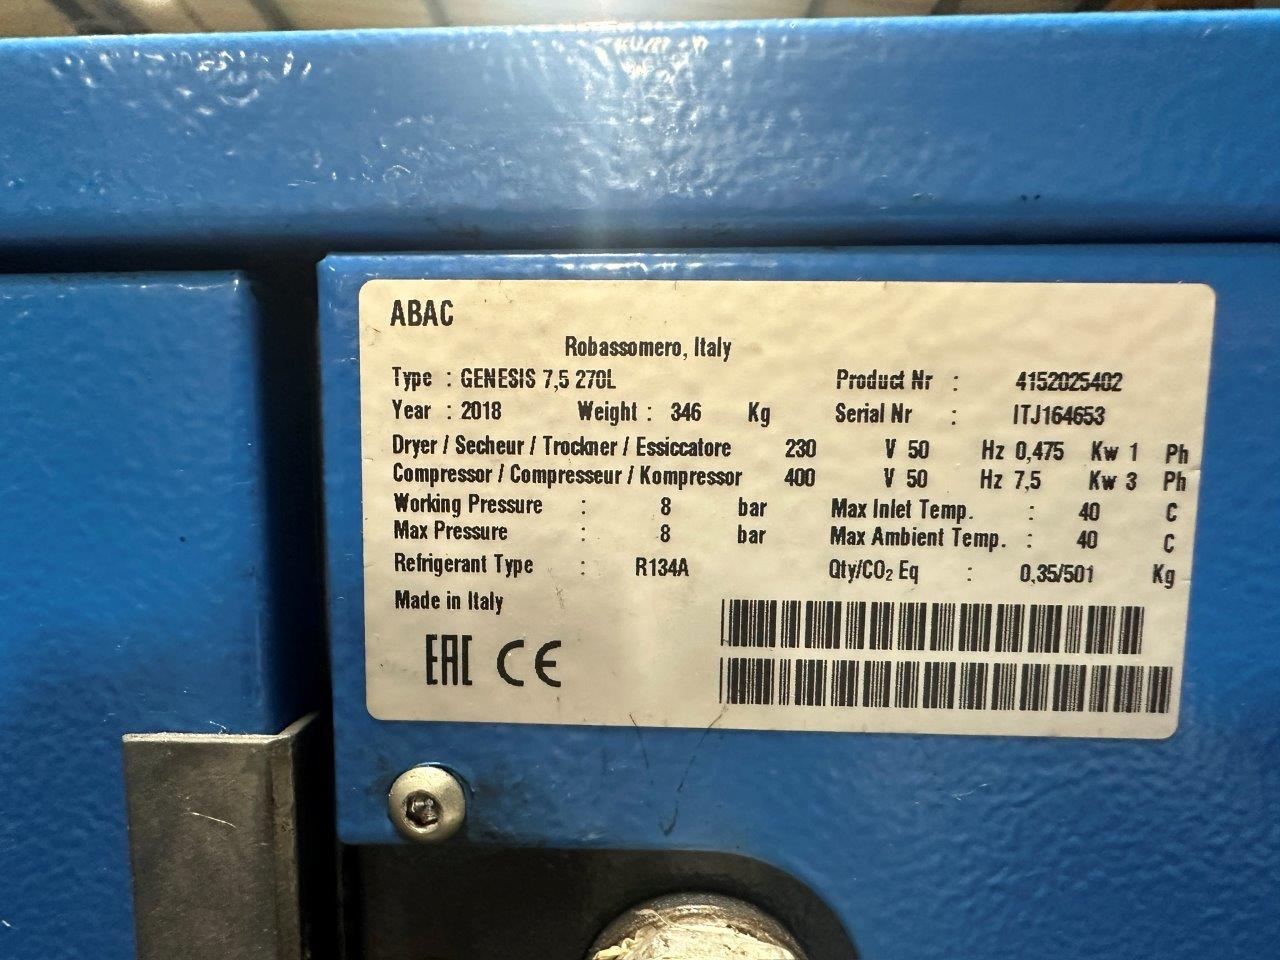 ABAC
Robassomero, Italy
Type : GENESIS 7,5 270L Product Nr : 4152025402
Year : 2018 Weight : 346 Kg Serial Nr : ITJ164653
Dryer / Secheur / Trockner / Essiccatore 230 V 50 Hz 0,475 Kw 1 Ph
Compressor / Compresseur / Kompressor 400 V 50 Hz 7,5 Kw 3 Ph
Working Pressure : 8 bar Max Inlet Temp. : 40 C
Max Pressure : 8 bar Max Ambient Temp. : 40 C
Refrigerant Type : R134A Qty/CO₂ Eq : 0,35/501 Kg
Made in Italy
EAC CE